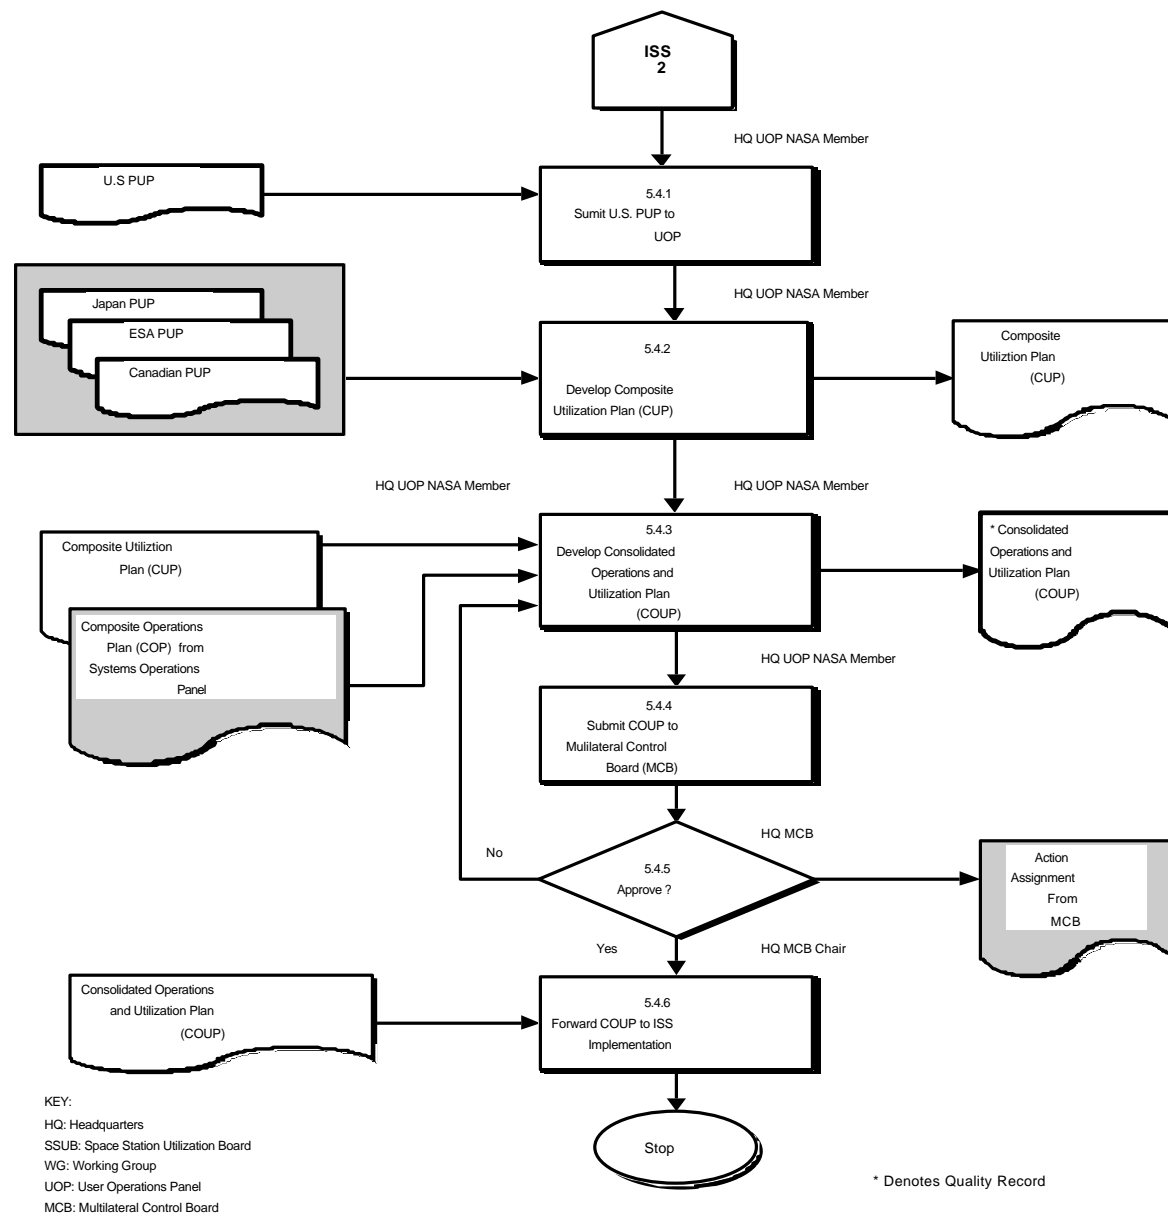 ISS
2
HQ UOP NASA Member
U.S PUP
5.4.1
Sumit U.S. PUP to
UOP
HQ UOP NASA Member
Japan PUP
ESA PUP
Canadian PUP
5.4.2
Develop Composite
Utilization Plan (CUP)
Composite
Utiliztion Plan
(CUP)
HQ UOP NASA Member
HQ UOP NASA Member
Composite Utiliztion
Plan (CUP)
5.4.3
Develop Consolidated
Operations and
Utilization Plan
(COUP)
* Consolidated
Operations and
Utilization Plan
(COUP)
Composite Operations
Plan (COP) from
Systems Operations
Panel
HQ UOP NASA Member
5.4.4
Submit COUP to
Mulilateral Control
Board (MCB)
HQ MCB
No
5.4.5
Approve ?
Action
Assignment
From
MCB
Yes
HQ MCB Chair
Consolidated Operations
and Utilization Plan
(COUP)
5.4.6
Forward COUP to ISS
Implementation
KEY:
HQ: Headquarters
SSUB: Space Station Utilization Board
WG: Working Group
UOP: User Operations Panel
MCB: Multilateral Control Board
Stop
* Denotes Quality Record